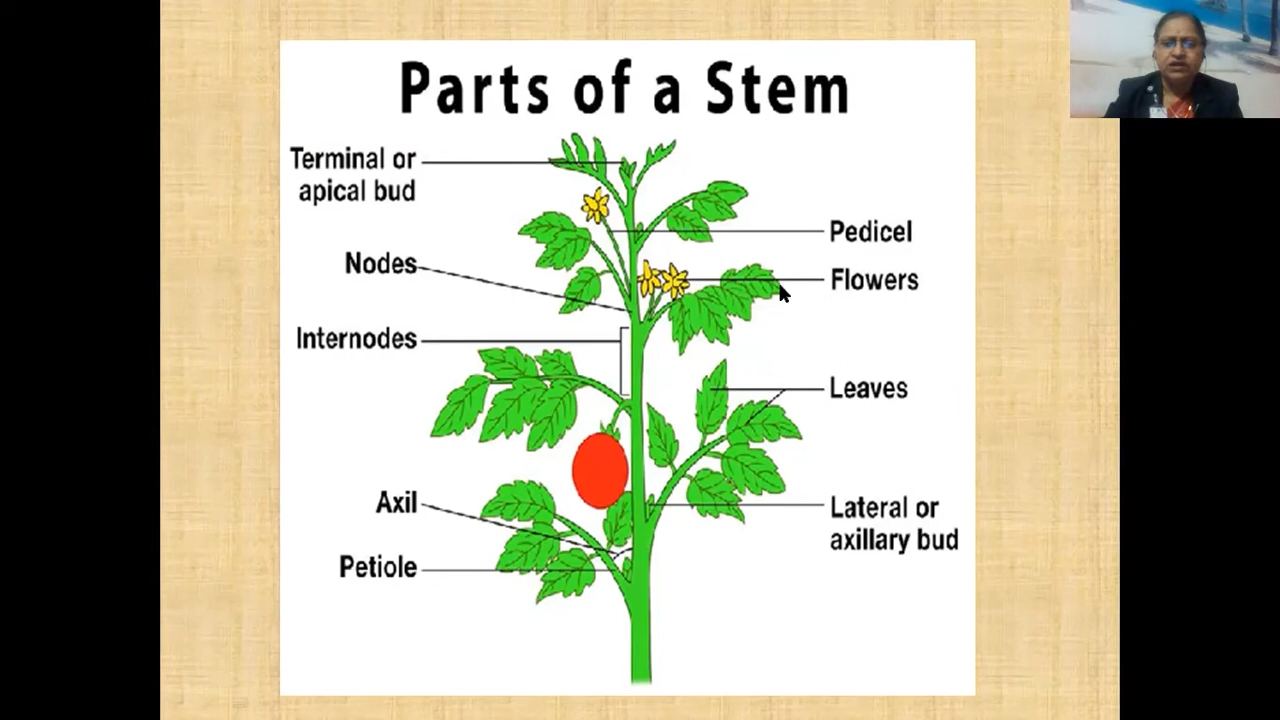 Parts of a Stem
Terminal or
apical bud
Pedicel
Nodes
Flowers
Internodes
Leaves
Axil
Lateral or
axillary bud
Petiole